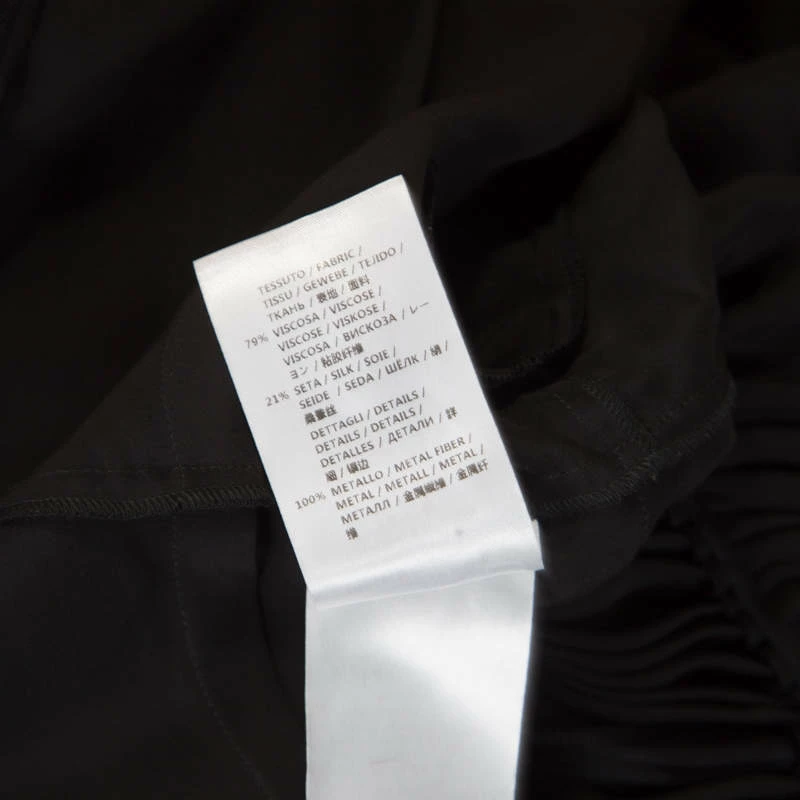 TESSUTO / FABRIC /
TISSU / GEWEBE / TEJIDO /
ТКАНЬ / 表地 / 面料
79% VISCOSA / VISCOSE /
VISCOSE / VISKOSE /
VISCOSA / ВИСКОЗА / レー
ヨン / 粘胶纤维
21% SETA / SILK / SOIE /
SEIDE / SEDA / ШЁЛК / 絹 /
桑蚕丝
DETTAGLI / DETAILS /
DETAILS / DETAILS /
DETALLES / ДЕТАЛИ / 詳
細 / 镶边
100% METALLO / METAL FIBER /
METAL / METALL / METAL /
МЕТАЛЛ / 金属繊維 / 金属纤
维